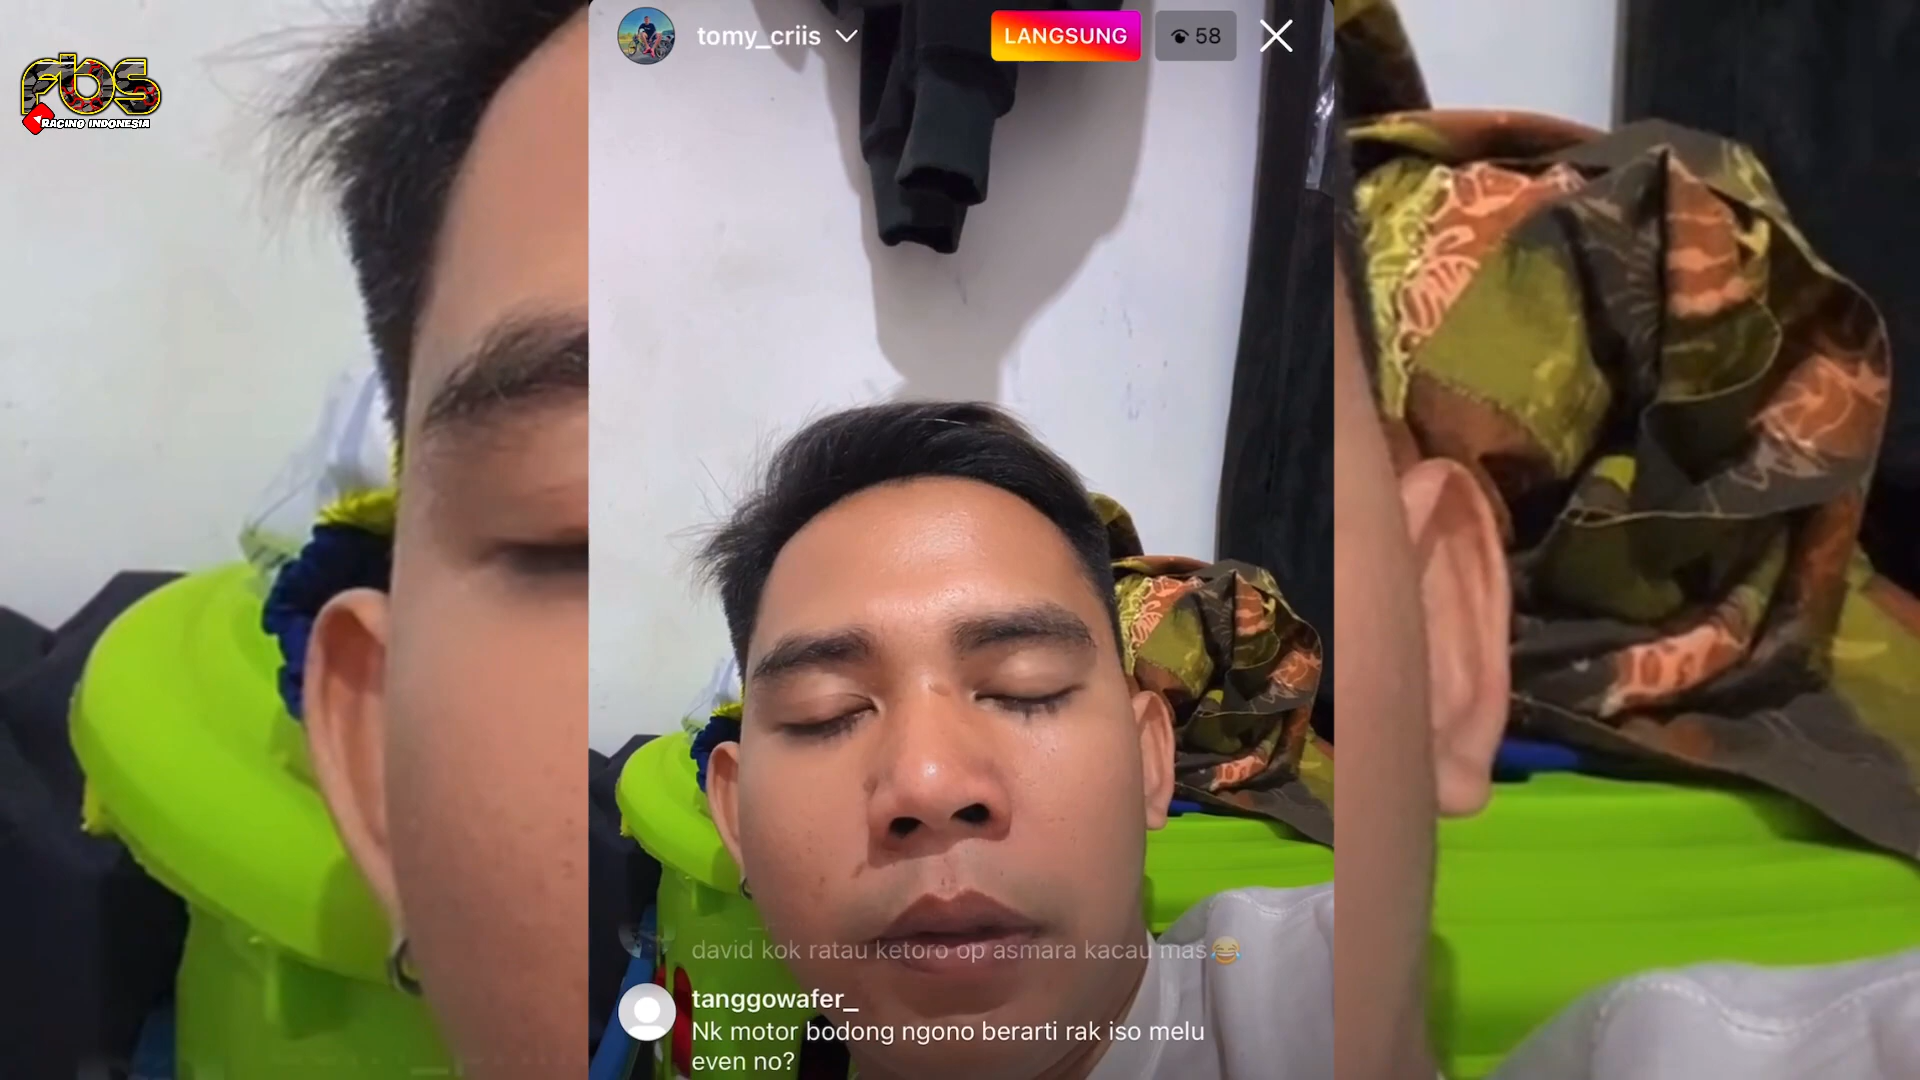 fbs
RACING INDONESIA
tomy_criis
LANGSUNG
58
david kok ratau ketoro op asmara kacau mas😂
tanggowafer_
Nk motor bodong ngono berarti rak iso melu
even no?